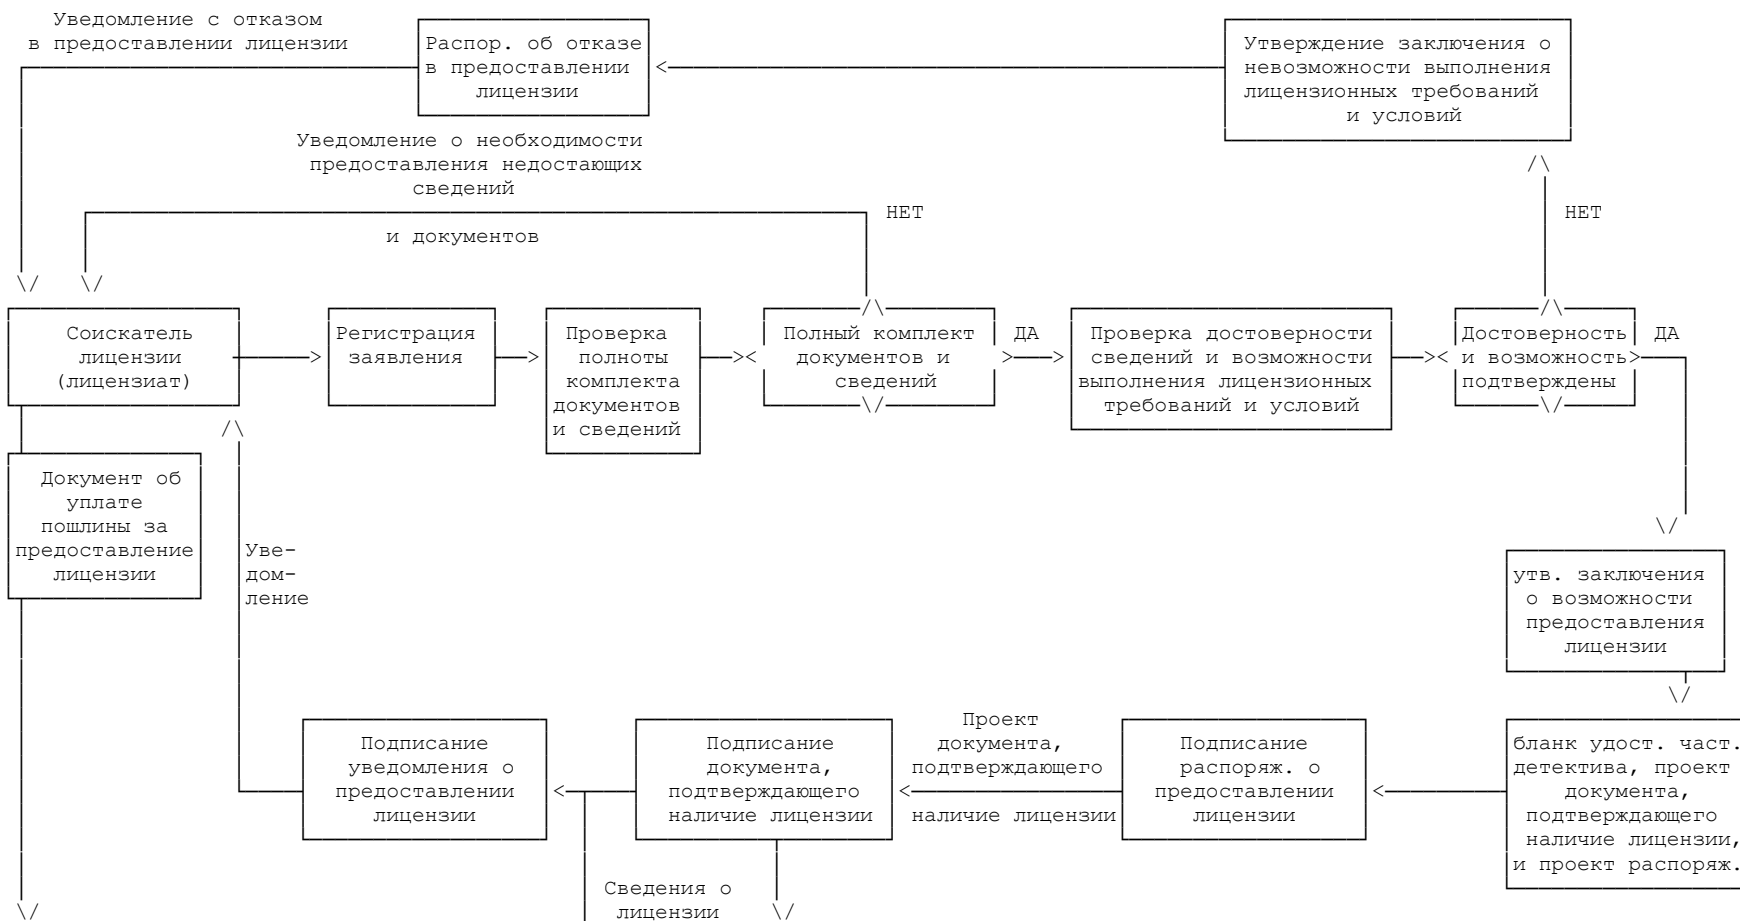 Уведомление с отказом
в предоставлении лицензии
Распор. об отказе
в предоставлении
лицензии
Утверждение заключения о
невозможности выполнения
лицензионных требований
и условий
Уведомление о необходимости
предоставления недостающих
сведений
и документов
НЕТ
НЕТ
Соискатель
лицензии
(лицензиат)
Регистрация
заявления
Проверка
полноты
комплекта
документов
и сведений
Полный комплект
документов и
сведений
ДА
Проверка достоверности
сведений и возможности
выполнения лицензионных
требований и условий
Достоверность
и возможность
подтверждены
ДА
Документ об
уплате
пошлины за
предоставление
лицензии
Уве-
дом-
ление
утв. заключения
о возможности
предоставления
лицензии
Подписание
уведомления о
предоставлении
лицензии
Подписание
документа,
подтверждающего
наличие лицензии
Проект
документа,
подтверждающего
наличие лицензии
Подписание
распоряж. о
предоставлении
лицензии
бланк удост. част.
детектива, проект
документа,
подтверждающего
наличие лицензии,
и проект распоряж.
Сведения о
лицензии